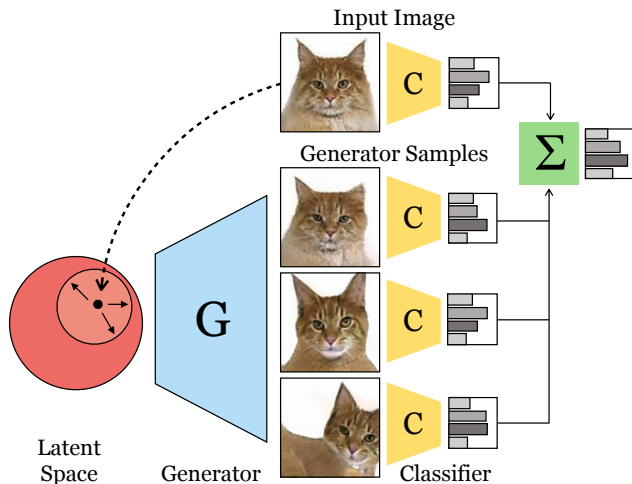 Input Image
C
Σ
Generator Samples
C
G
C
C
Latent
Space
Generator
Classifier